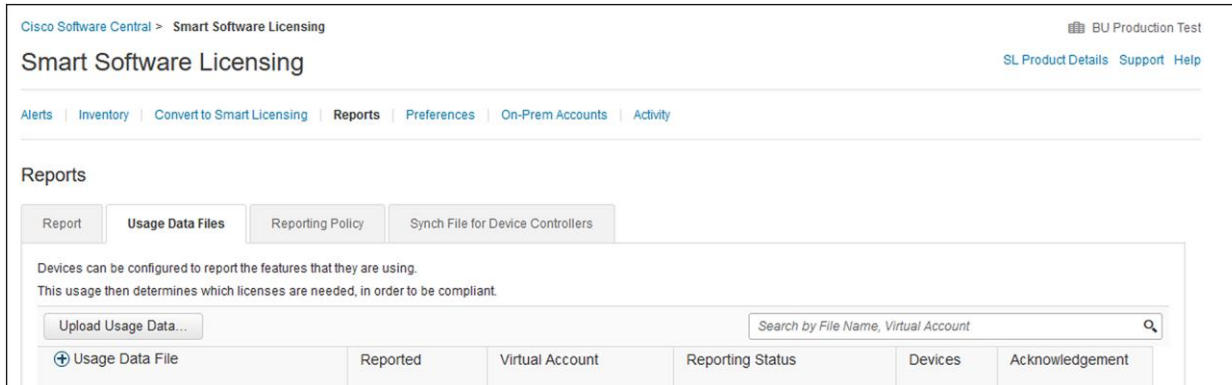 Cisco Software Central > Smart Software Licensing
BU Production Test
Smart Software Licensing
SL Product Details Support Help
Alerts | Inventory | Convert to Smart Licensing | Reports | Preferences | On-Prem Accounts | Activity
Reports
Report Usage Data Files Reporting Policy Synch File for Device Controllers
Devices can be configured to report the features that they are using.
This usage then determines which licenses are needed, in order to be compliant.
Upload Usage Data... Search by File Name, Virtual Account
Usage Data File Reported Virtual Account Reporting Status Devices Acknowledgement